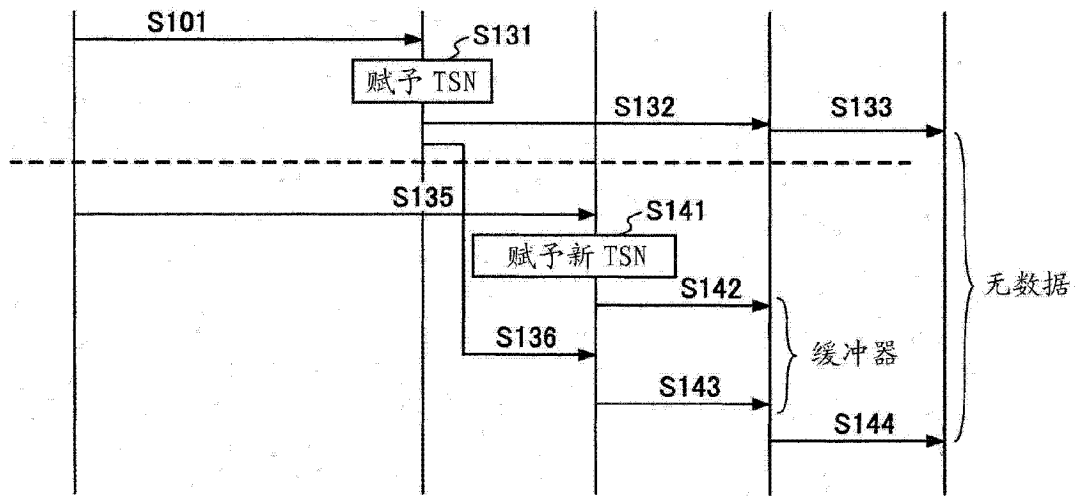 S101
S131
赋予 TSN
S132
S133
S135
S141
赋予新 TSN
S142
无数据
S136
缓冲器
S143
S144